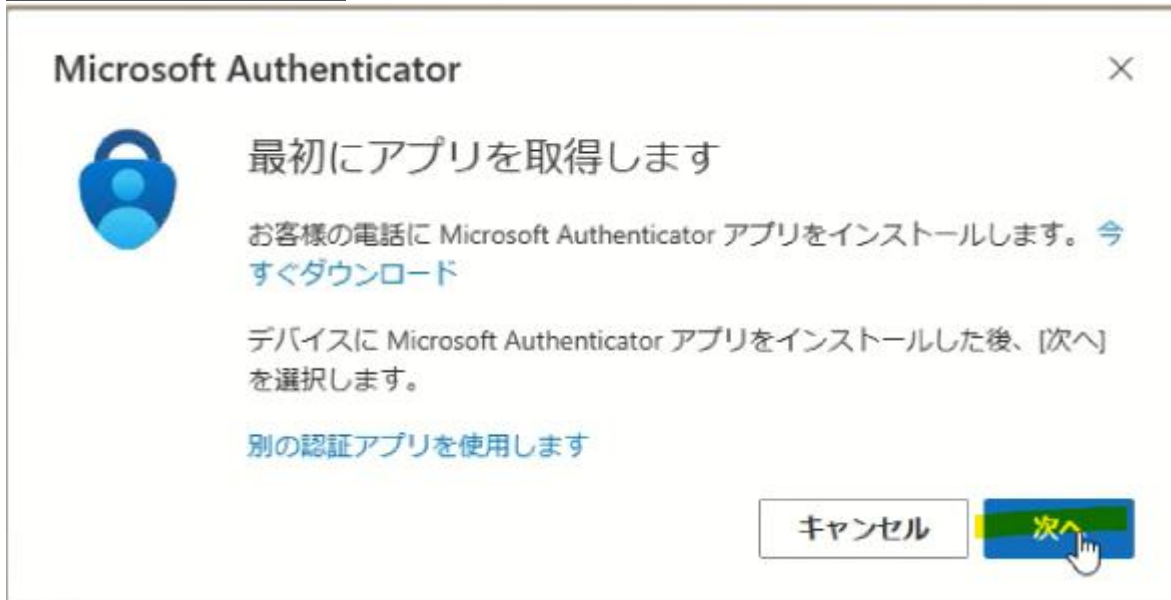 Microsoft Authenticator
最初にアプリを取得します
お客様の電話に Microsoft Authenticator アプリをインストールします。 今
すぐダウンロード
デバイスに Microsoft Authenticator アプリをインストールした後、[次へ]
を選択します。
別の認証アプリを使用します
キャンセル
次へ